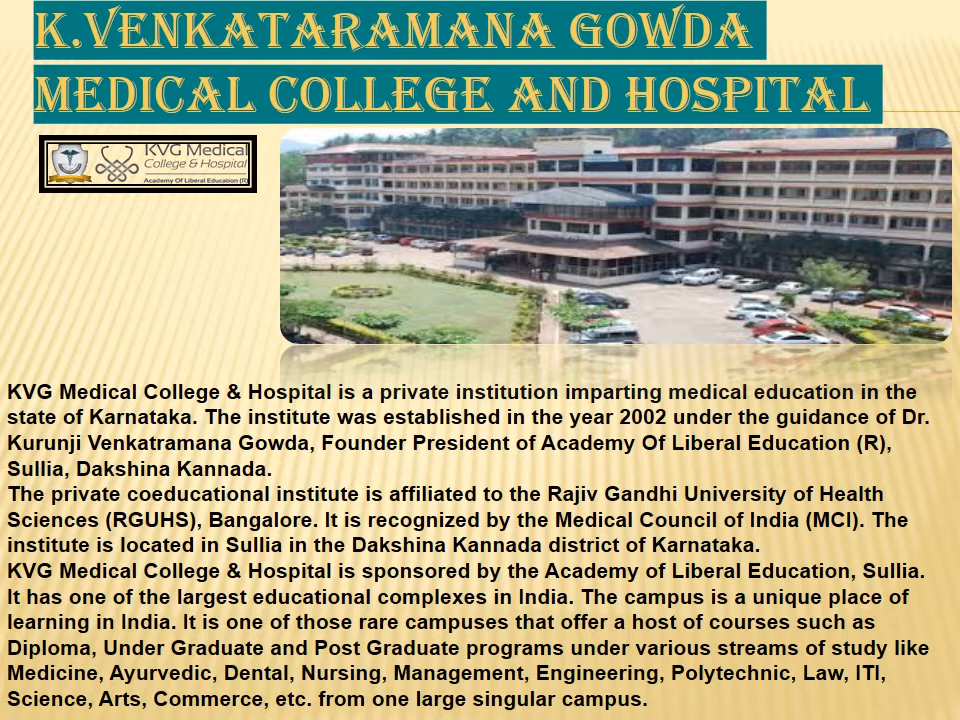 K.VENKATARAMANA GOWDA
MEDICAL COLLEGE AND HOSPITAL
KVG Medical
College & Hospital
Academy Of Liberal Education (R)
KVG Medical College & Hospital is a private institution imparting medical education in the
state of Karnataka. The institute was established in the year 2002 under the guidance of Dr.
Kurunji Venkatramana Gowda, Founder President of Academy Of Liberal Education (R),
Sullia, Dakshina Kannada.
The private coeducational institute is affiliated to the Rajiv Gandhi University of Health
Sciences (RGUHS), Bangalore. It is recognized by the Medical Council of India (MCI). The
institute is located in Sullia in the Dakshina Kannada district of Karnataka.
KVG Medical College & Hospital is sponsored by the Academy of Liberal Education, Sullia.
It has one of the largest educational complexes in India. The campus is a unique place of
learning in India. It is one of those rare campuses that offer a host of courses such as
Diploma, Under Graduate and Post Graduate programs under various streams of study like
Medicine, Ayurvedic, Dental, Nursing, Management, Engineering, Polytechnic, Law, ITI,
Science, Arts, Commerce, etc. from one large singular campus.